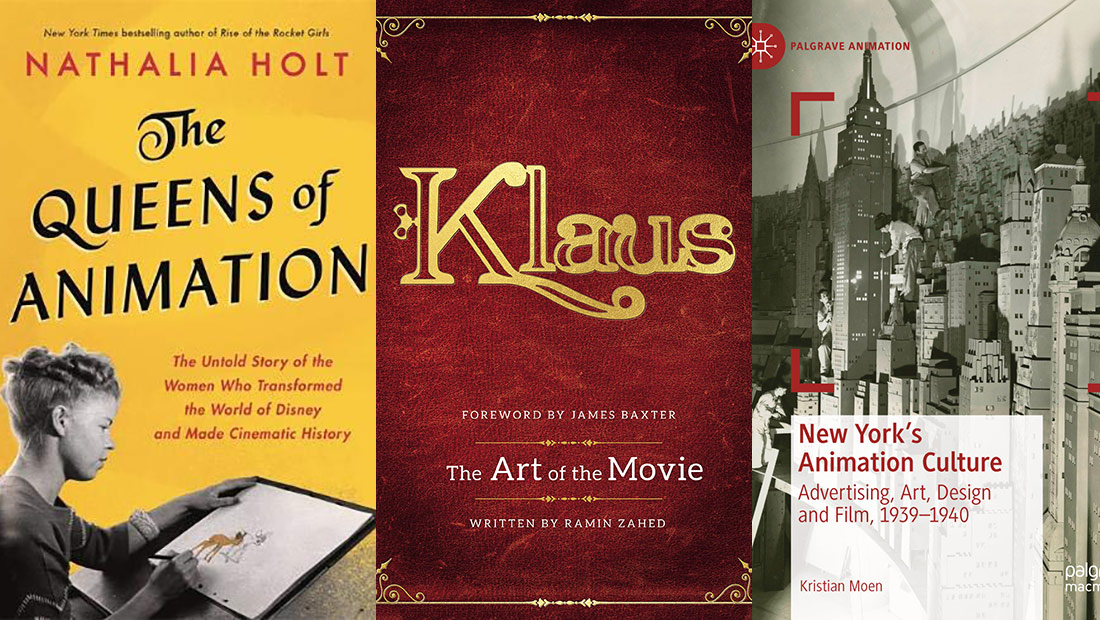 New York Times bestselling author of Rise of the Rocket Girls
NATHALIA HOLT
The
QUEENS of
ANIMATION
The Untold Story of the
Women Who Transformed
the World of Disney
and Made Cinematic History
Klaus
FOREWORD BY JAMES BAXTER
The Art of the Movie
WRITTEN BY RAMIN ZAHED
PALGRAVE ANIMATION
New York's
Animation Culture
Advertising, Art, Design
and Film, 1939–1940
Kristian Moen
palg
macm